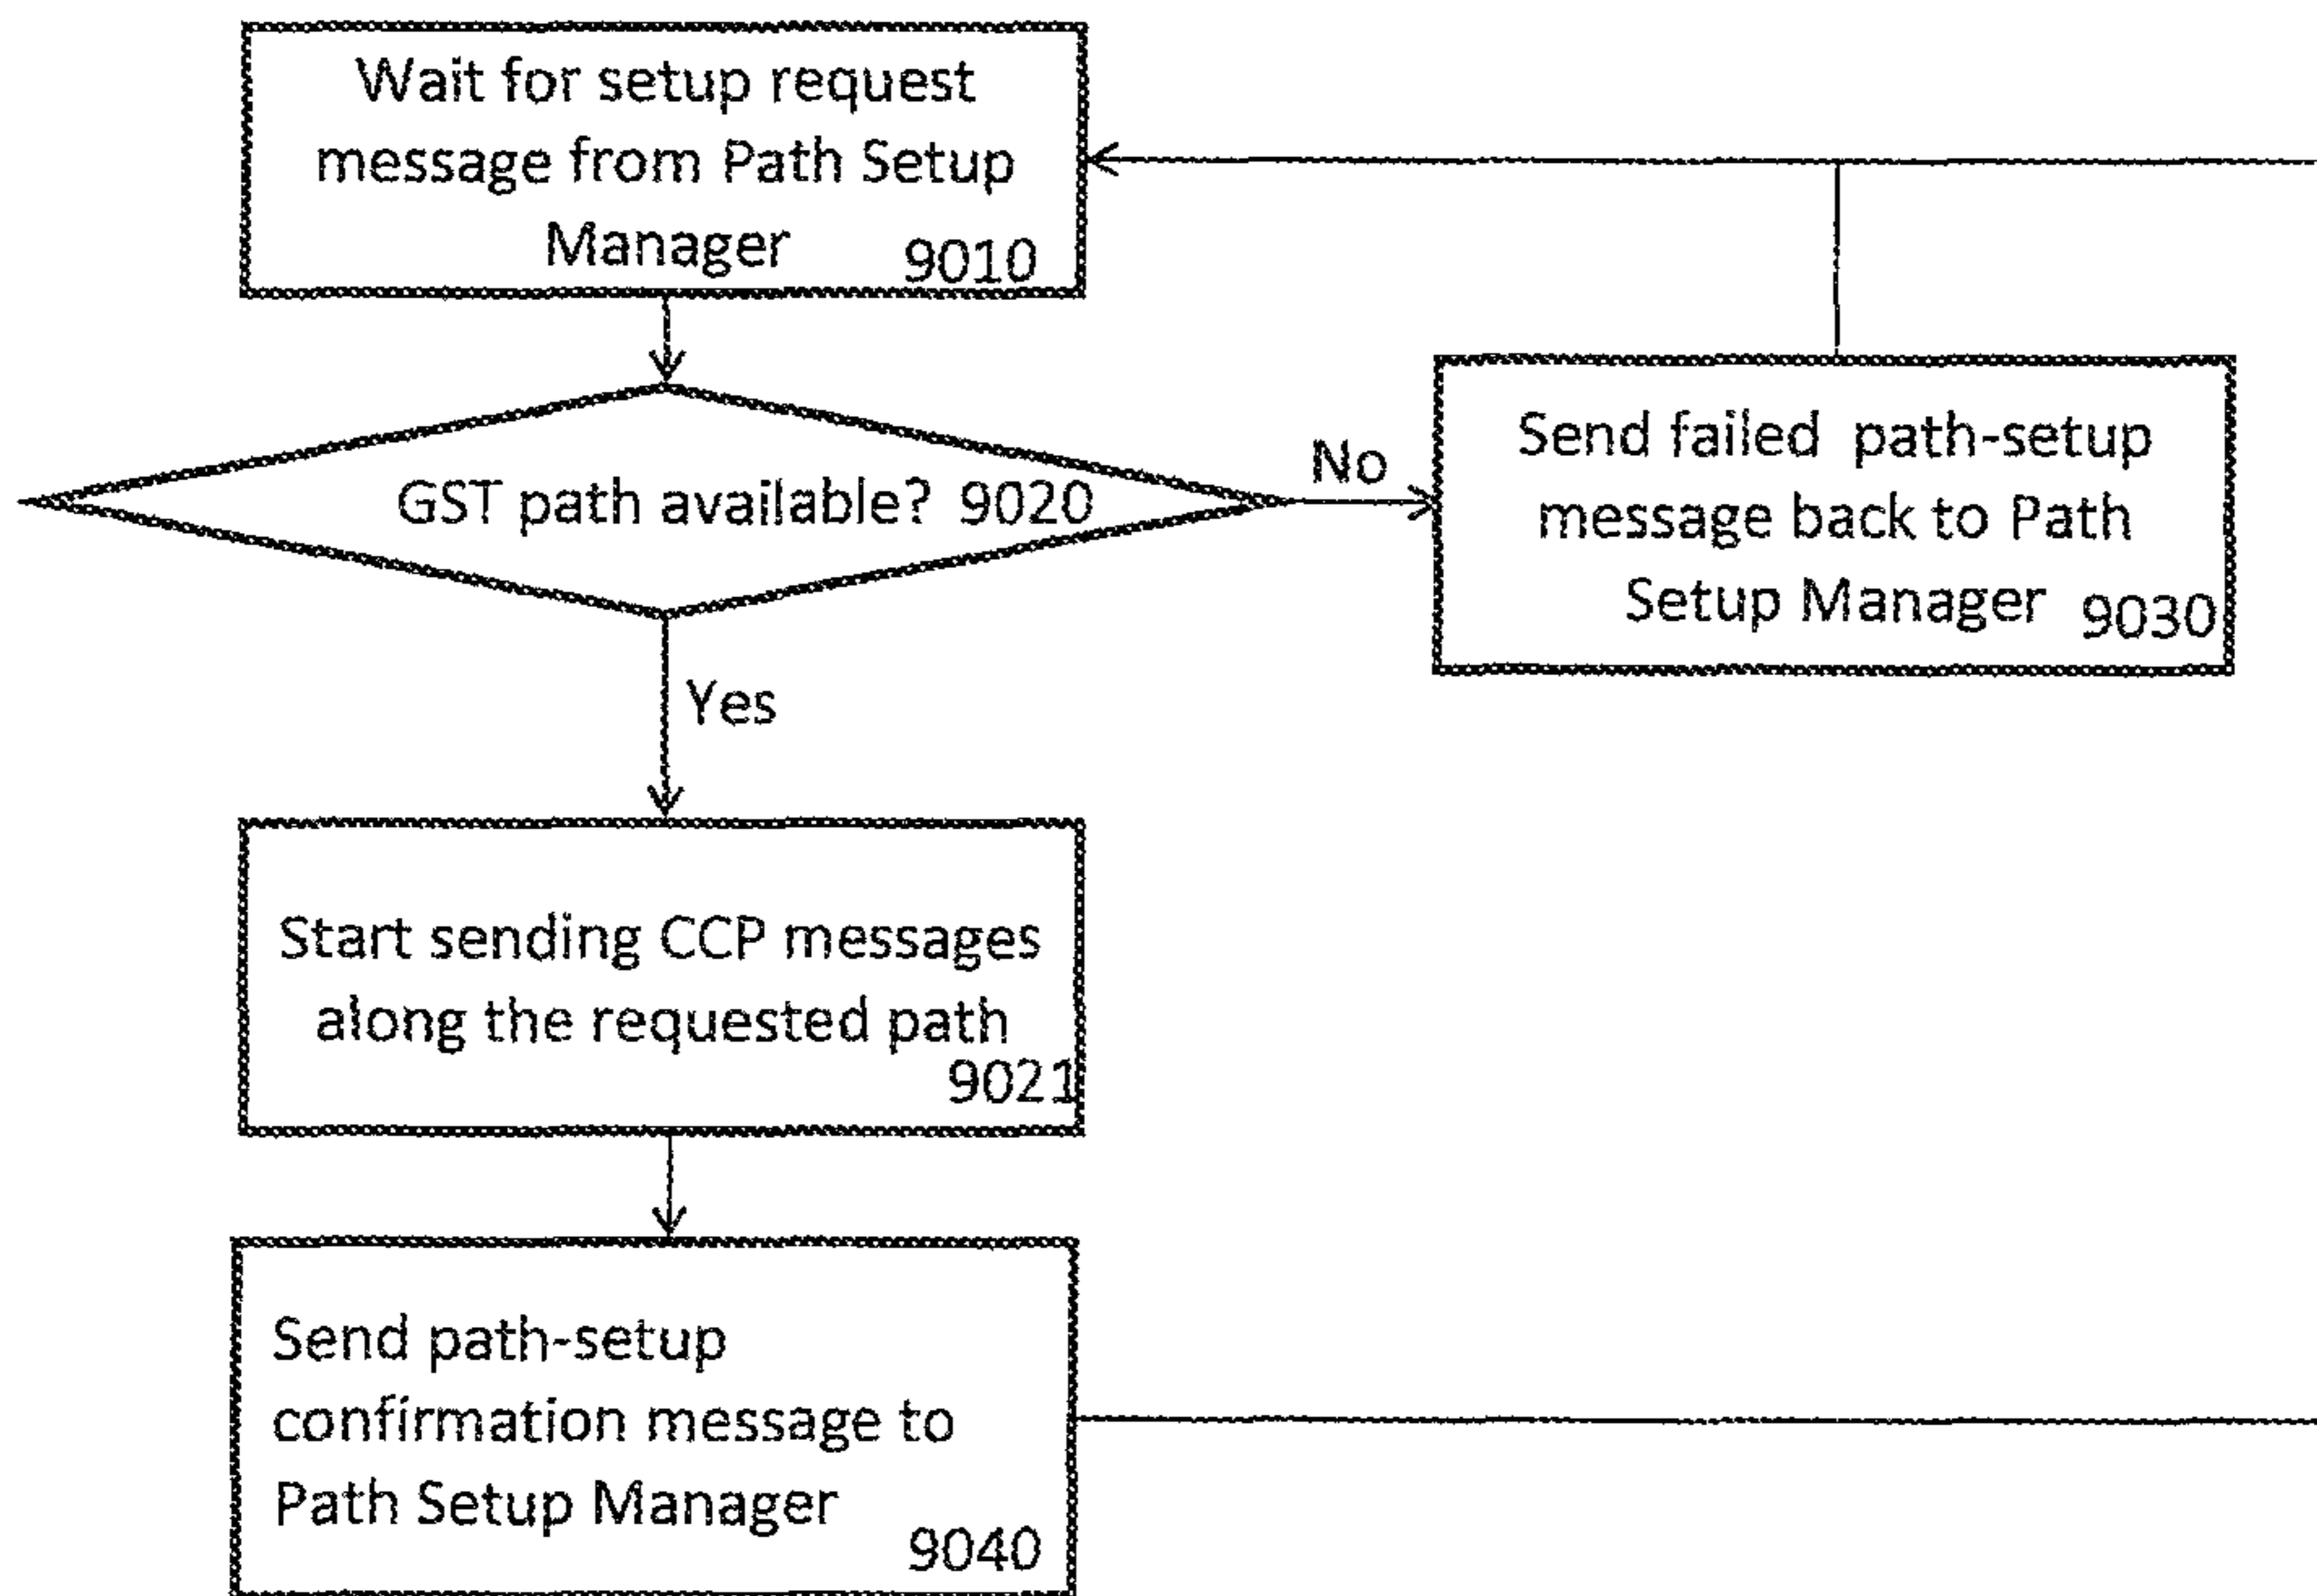 Wait for setup request
message from Path Setup
Manager 9010
GST path available? 9020
No
Send failed path-setup
message back to Path
Setup Manager 9030
Yes
Start sending CCP messages
along the requested path
9021
Send path-setup
confirmation message to
Path Setup Manager
9040